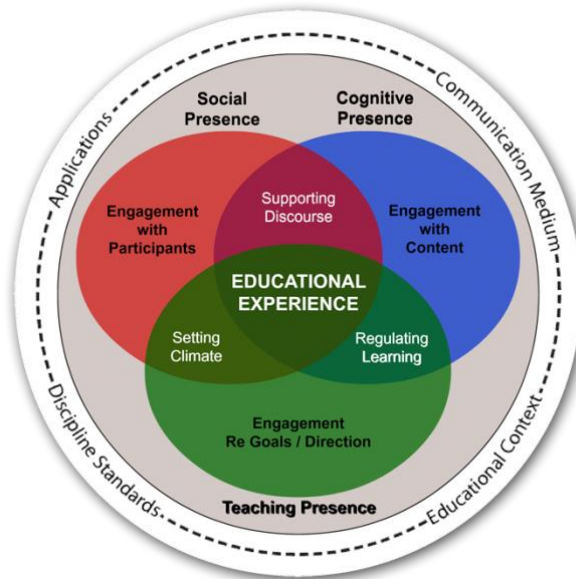 Applications
Communication Medium
Social
Presence
Cognitive
Presence
Supporting
Discourse
Engagement
with
Participants
Engagement
with
Content
EDUCATIONAL
EXPERIENCE
Setting
Climate
Regulating
Learning
Engagement
Re Goals / Direction
Teaching Presence
Discipline Standards
Educational Context